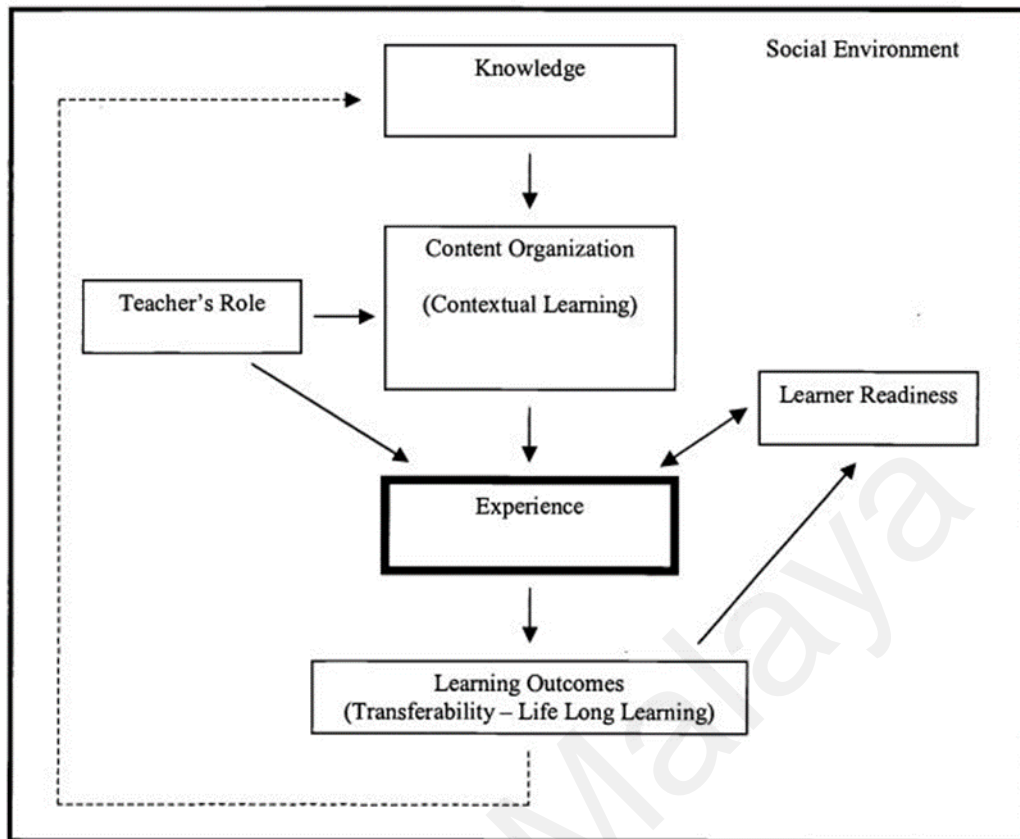 Social Environment
Knowledge
Content Organization
(Contextual Learning)
Teacher's Role
Learner Readiness
Experience
Learning Outcomes
(Transferability – Life Long Learning)
Malaya